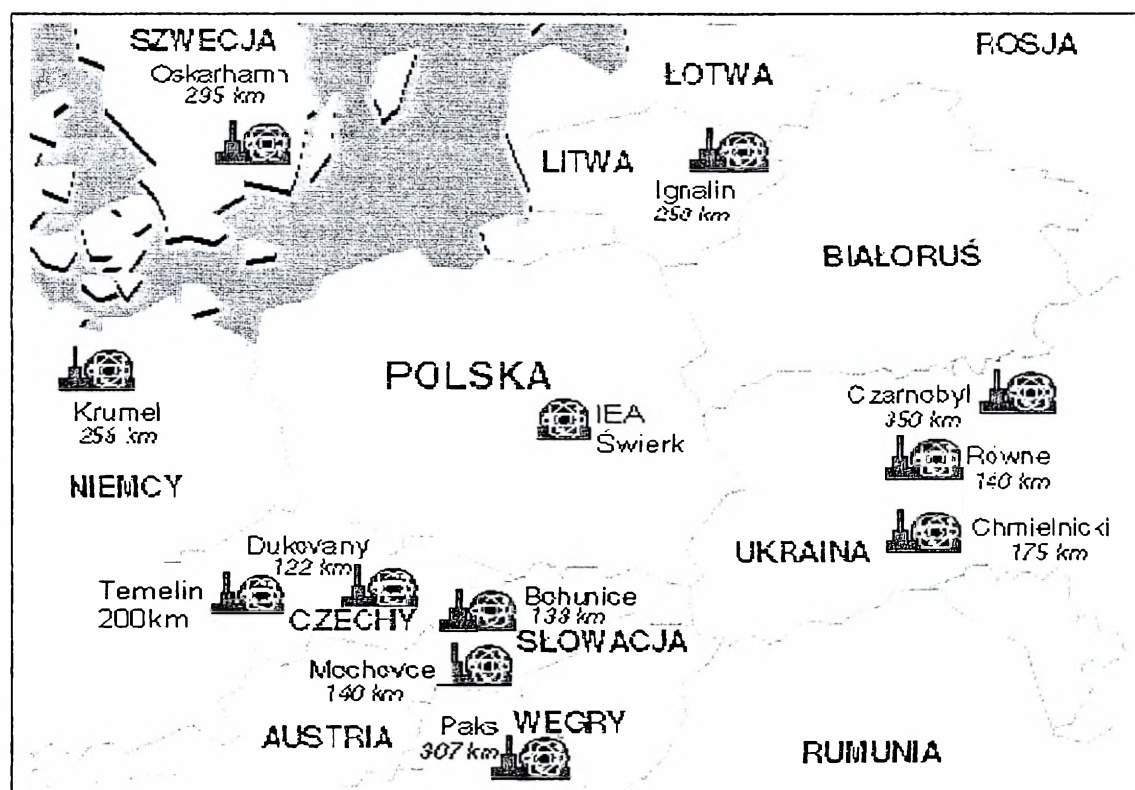 SZWECJA
Oskarhamn
295 km
ŁOTWA
ROSJA
LITWA
Ignalin
250 km
BIAŁORUŚ
POLSKA
IEA
Świerk
Krumel
256 km
NIEMCY
Czarnobyl
350 km
Równe
140 km
Chmielnicki
175 km
UKRAINA
Dukovany
122 km
Temelin
200km
CZECHY
Bohunice
138 km
SŁOWACJA
Mochovce
140 km
AUSTRIA
Paks
307 km
WEGRY
RUMUNIA